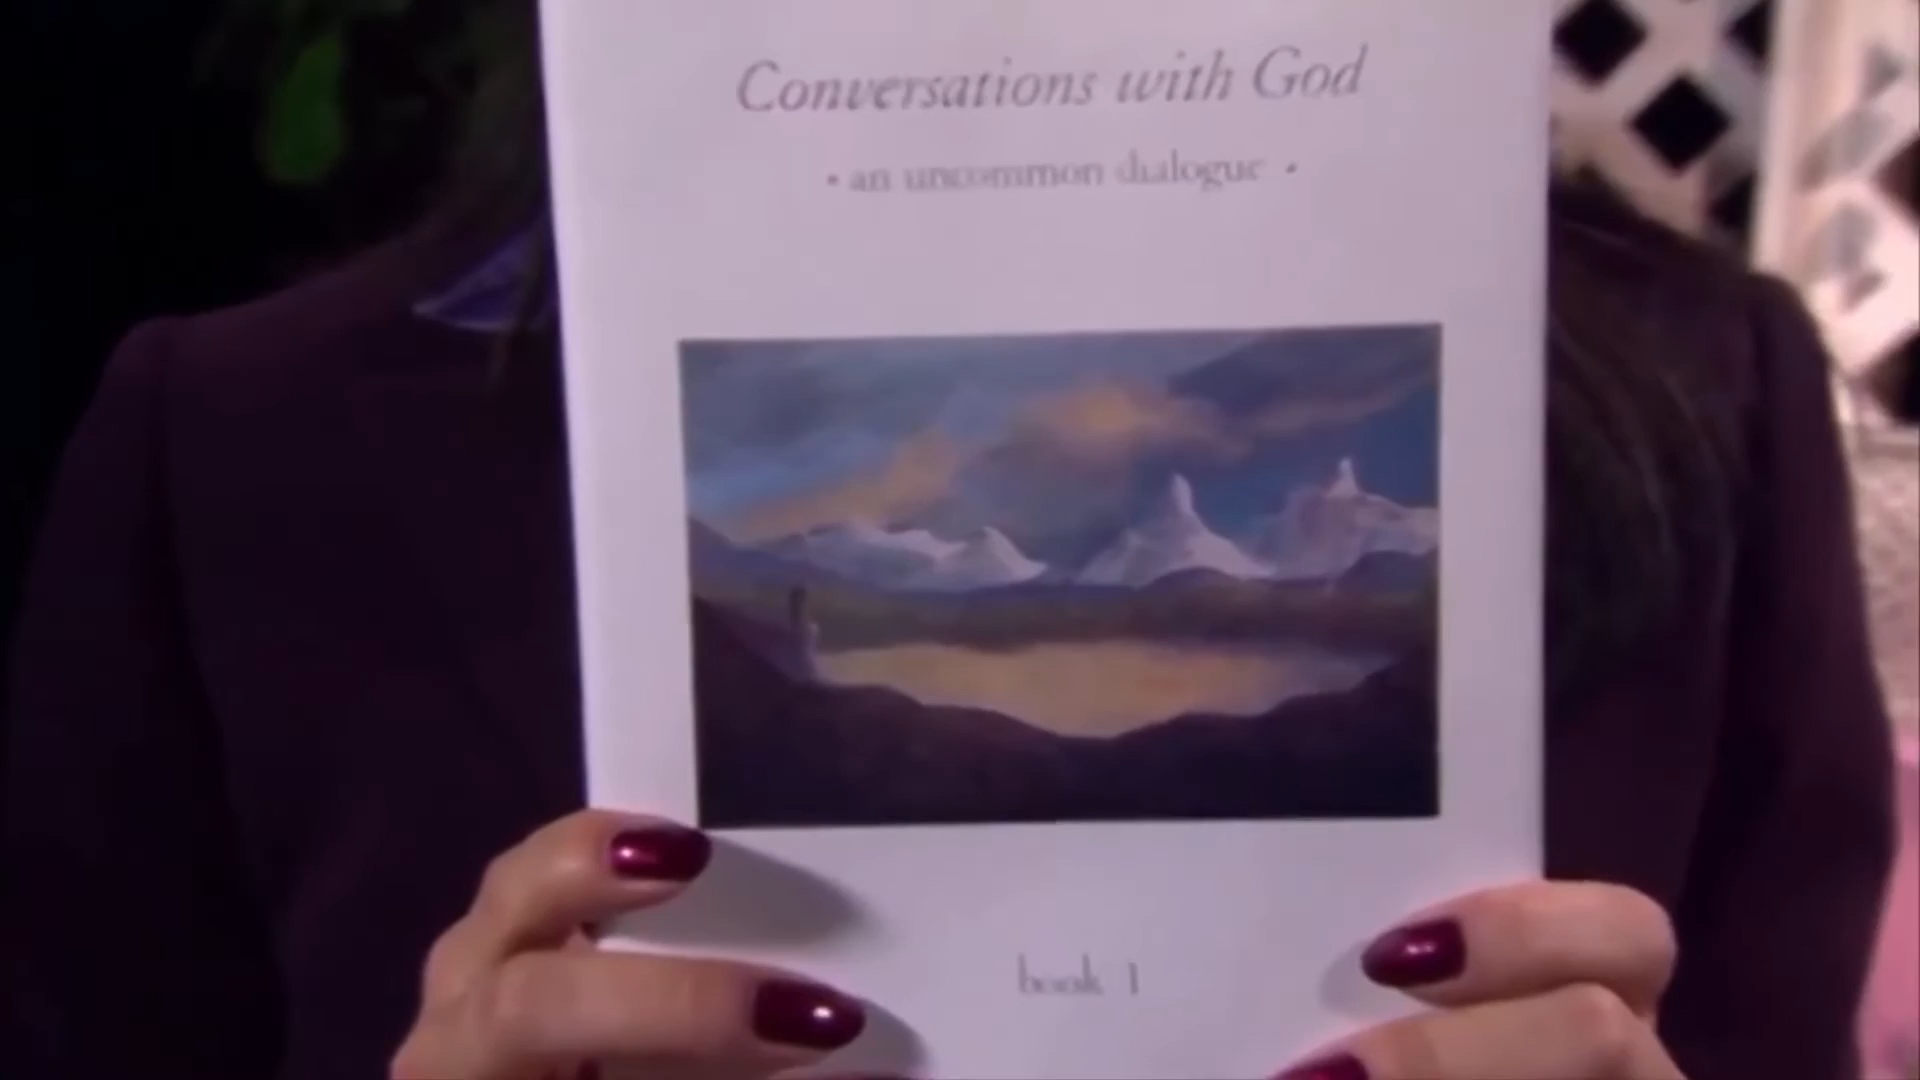 Conversations with God
• an uncommon dialogue •
book 1